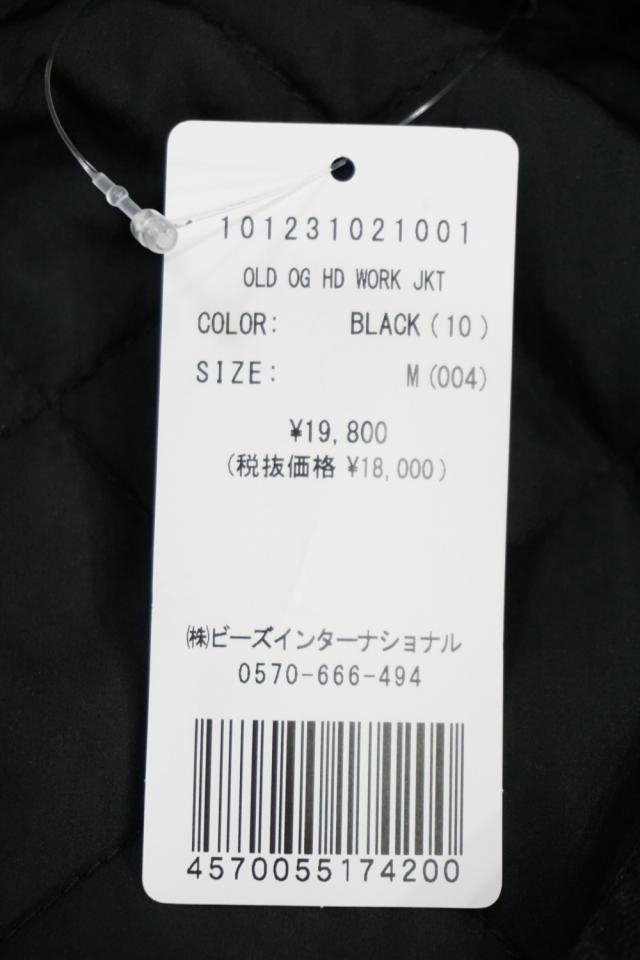 101231021001
OLD OG HD WORK JKT
COLOR: BLACK(10)
SIZE: M(004)
¥19,800
(税抜価格 ¥18,000)
㈱ビーズインターナショナル
0570-666-494
4570055174200